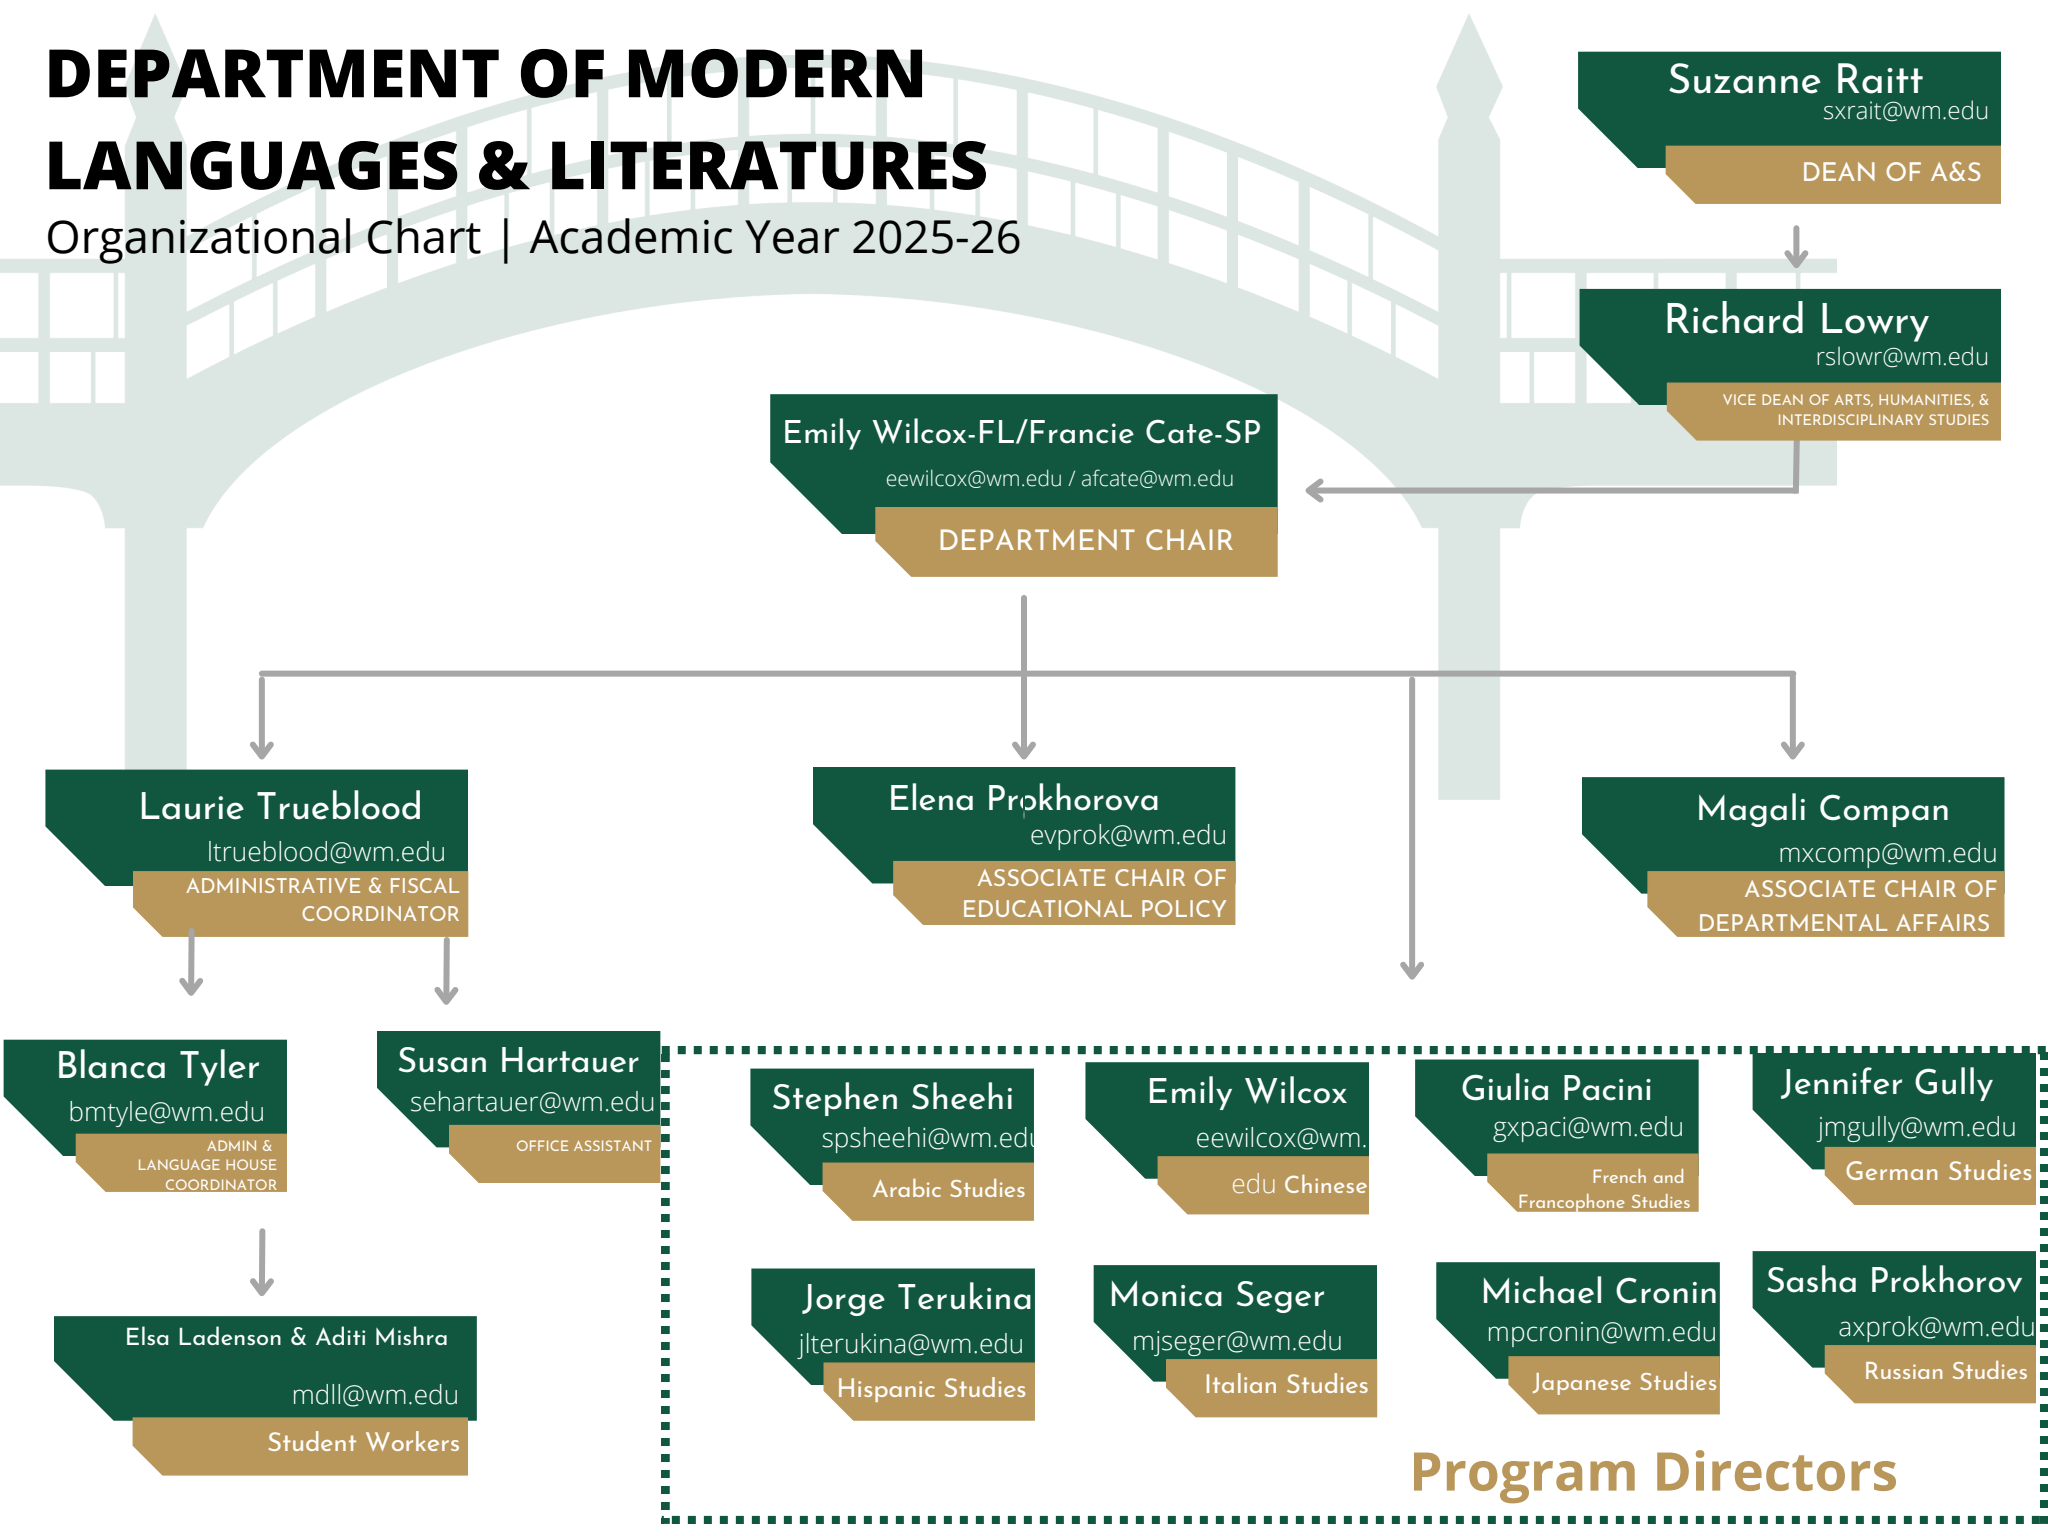 DEPARTMENT OF MODERN
LANGUAGES & LITERATURES
Organizational Chart | Academic Year 2025-26
Suzanne Raitt
sxrait@wm.edu
DEAN OF A&S
Richard Lowry
rslowr@wm.edu
VICE DEAN OF ARTS, HUMANITIES, &
INTERDISCIPLINARY STUDIES
Emily Wilcox-FL/Francie Cate-SP
eewilcox@wm.edu / afcate@wm.edu
DEPARTMENT CHAIR
Laurie Trueblood
ltrueblood@wm.edu
ADMINISTRATIVE & FISCAL
COORDINATOR
Elena Prokhorova
evprok@wm.edu
ASSOCIATE CHAIR OF
EDUCATIONAL POLICY
Magali Compan
mxcomp@wm.edu
ASSOCIATE CHAIR OF
DEPARTMENTAL AFFAIRS
Blanca Tyler
bmtyle@wm.edu
ADMIN &
LANGUAGE HOUSE
COORDINATOR
Susan Hartauer
sehartauer@wm.edu
OFFICE ASSISTANT
Elsa Ladenson & Aditi Mishra
mdll@wm.edu
Student Workers
Stephen Sheehi
spsheehi@wm.edu
Arabic Studies
Emily Wilcox
eewilcox@wm.
edu Chinese
Giulia Pacini
gxpaci@wm.edu
French and
Francophone Studies
Jennifer Gully
jmgully@wm.edu
German Studies
Jorge Terukina
jlterukina@wm.edu
Hispanic Studies
Monica Seger
mjseger@wm.edu
Italian Studies
Michael Cronin
mpcronin@wm.edu
Japanese Studies
Sasha Prokhorov
axprok@wm.edu
Russian Studies
Program Directors